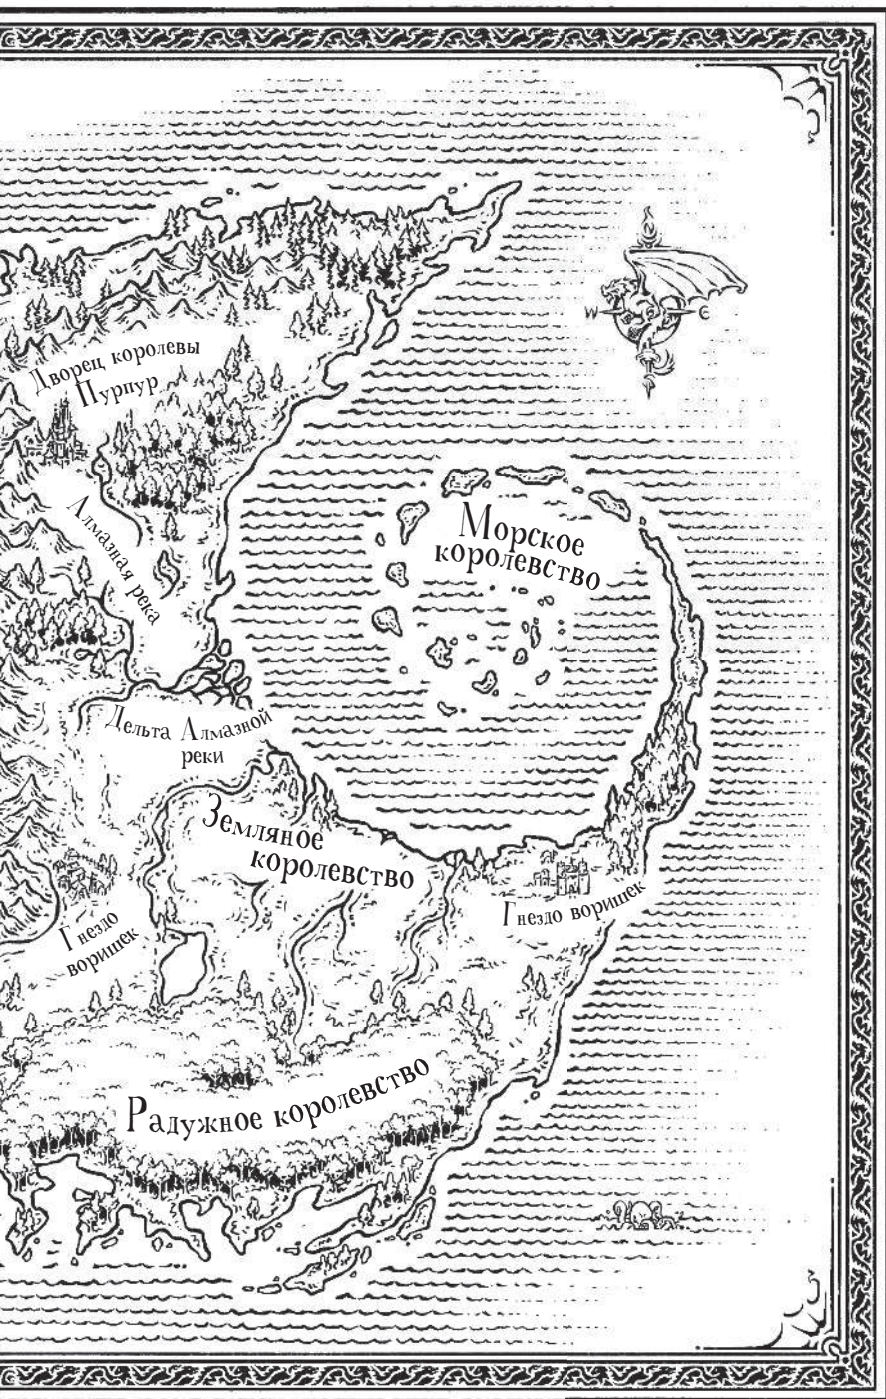 N
W E
Дворец королевы
Пурпур
Алмазная река
Морское
королевство
Дельта Алмазной
реки
Земляное
королевство
Гнездо воришек
Гнездо
воришек
Радужное королевство